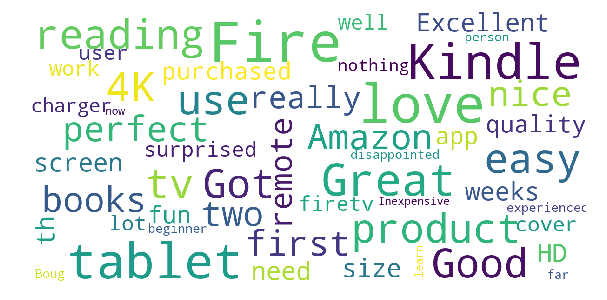 reading
Fire
well
Excellent
person
user
work
4K
purchased
nothing
Kindle
charger
now
use
really
love
nice
perfect
surprised
remote
Amazon
app
quality
screen
tv
Got
disappointed
Great
easy
books
fun
two
firetv
Inexpensive
weeks
experienced
th
lot
beginner
first
product
cover
Boug
tablet
need
size
learn
Good
HD
far